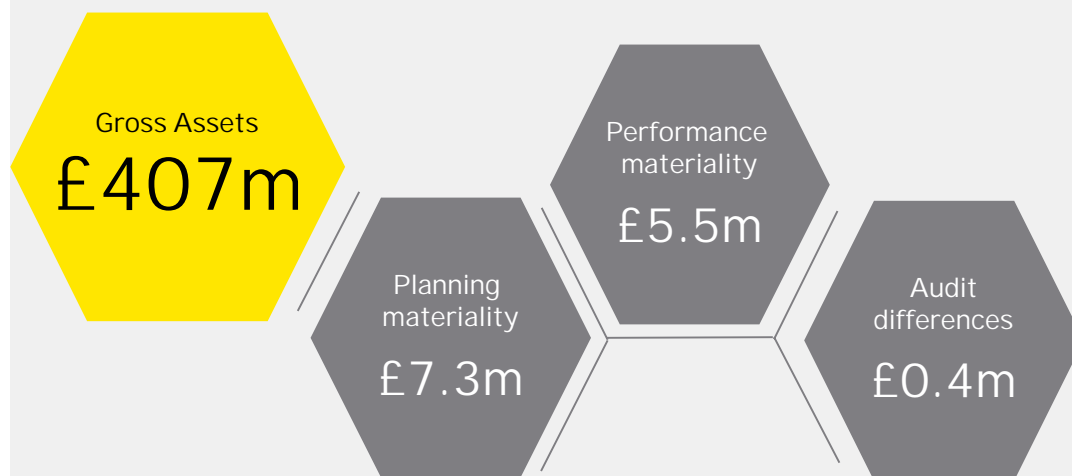 Gross Assets
£407m
Planning
materiality
£7.3m
Performance
materiality
£5.5m
Audit
differences
£0.4m